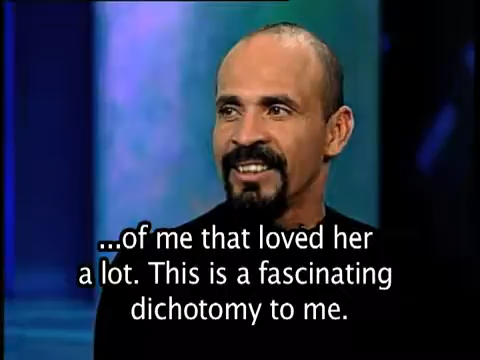 ...of me that loved her
a lot. This is a fascinating
dichotomy to me.